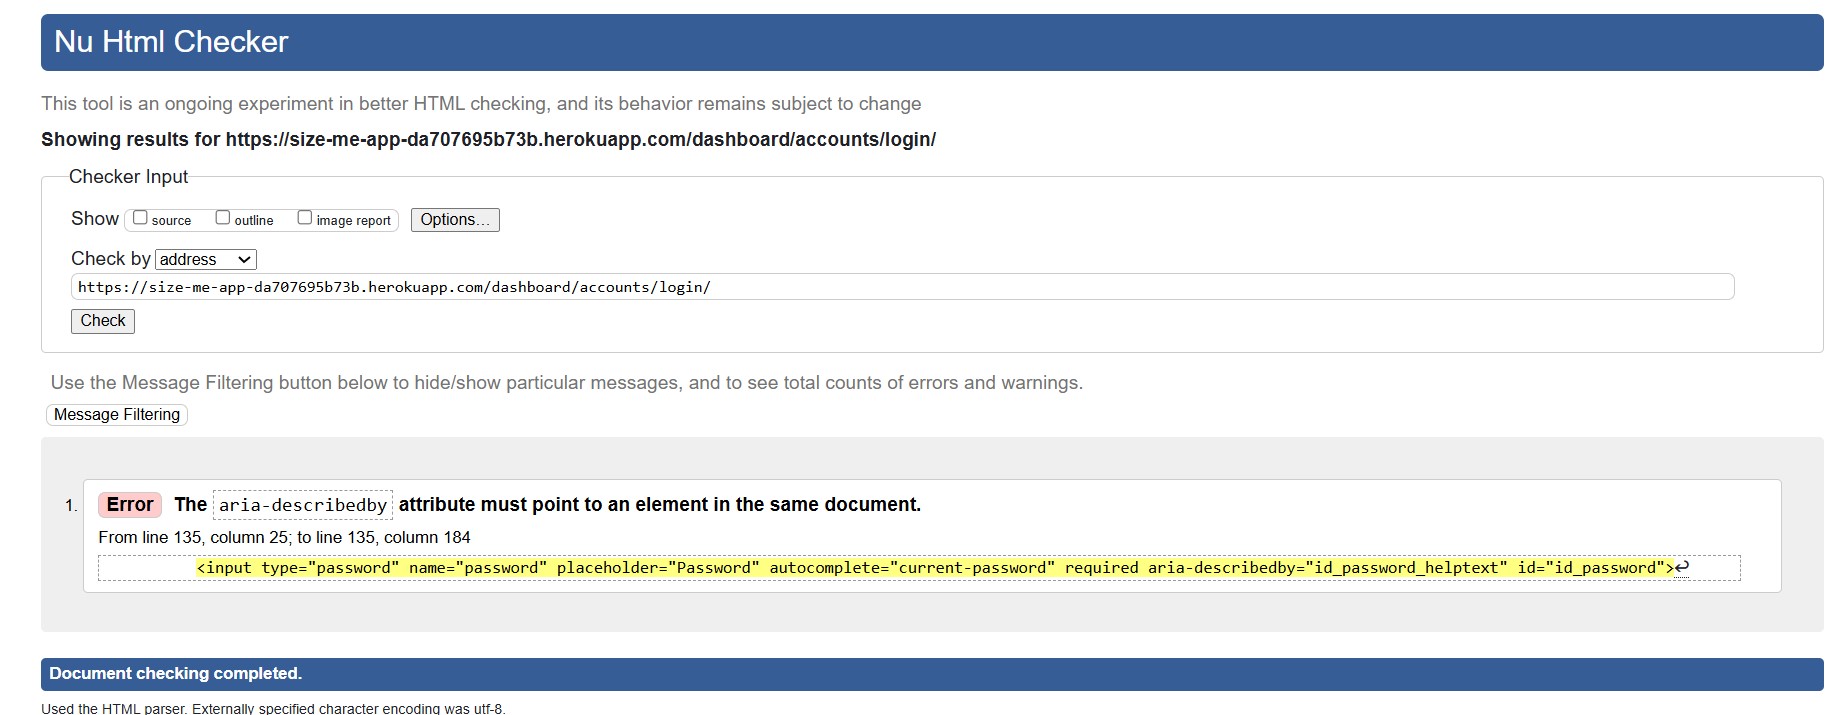 Nu Html Checker
This tool is an ongoing experiment in better HTML checking, and its behavior remains subject to change
Showing results for https://size-me-app-da707695b73b.herokuapp.com/dashboard/accounts/login/
Checker Input
Show source outline image report Options...
Check by address
https://size-me-app-da707695b73b.herokuapp.com/dashboard/accounts/login/
Check
Use the Message Filtering button below to hide/show particular messages, and to see total counts of errors and warnings.
Message Filtering
1. Error The aria-describedby attribute must point to an element in the same document.
From line 135, column 25; to line 135, column 184
<input type="password" name="password" placeholder="Password" autocomplete="current-password" required aria-describedby="id_password_helptext" id="id_password">↩
Document checking completed.
Used the HTML parser. Externally specified character encoding was utf-8.